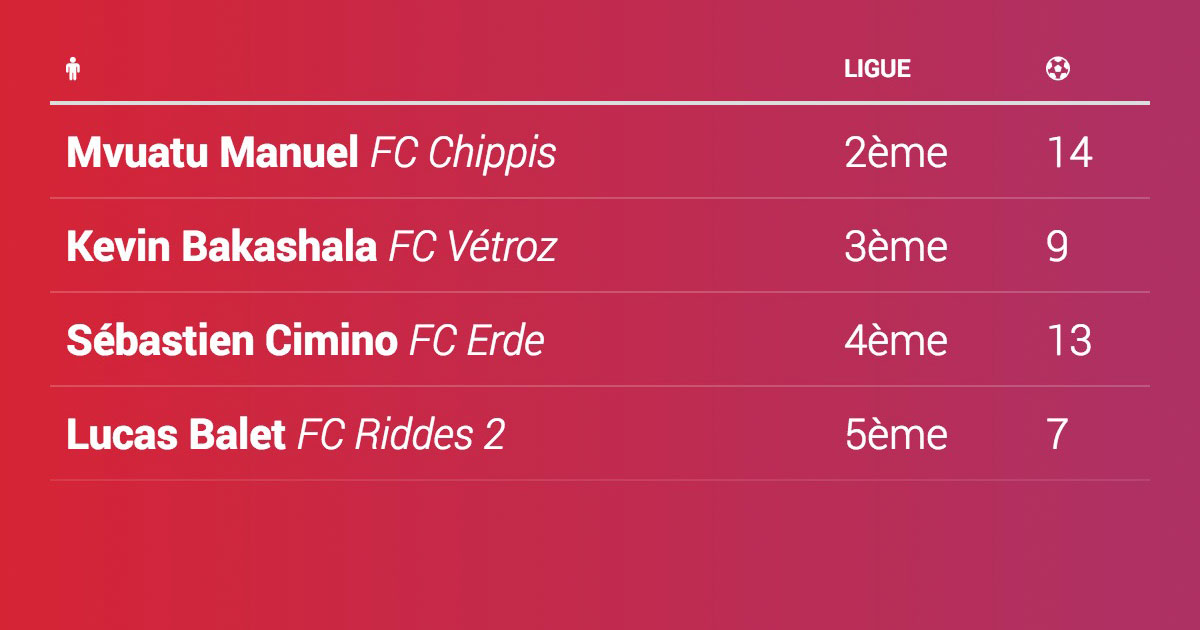 LIGUE
Mvuatu Manuel FC Chippis 2ème 14
Kevin Bakashala FC Vétroz 3ème 9
Sébastien Cimino FC Erde 4ème 13
Lucas Balet FC Riddes 2 5ème 7